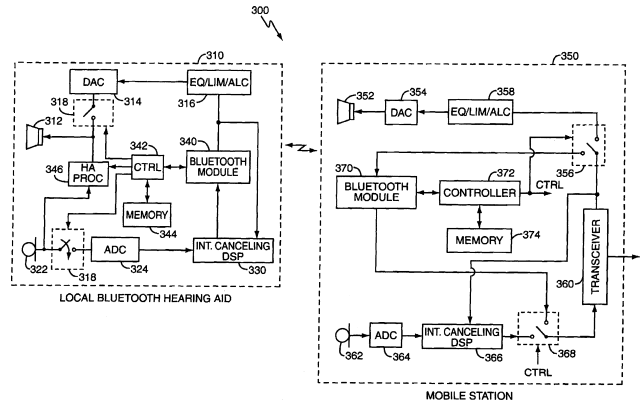 300
310
350
DAC
EQ/LIM/ALC
318
314
316
312
342
340
346
HA
PROC
CTRL
BLUETOOTH
MODULE
MEMORY
344
322
318
ADC
324
INT. CANCELING
DSP
330
LOCAL BLUETOOTH HEARING AID
352
354
358
DAC
EQ/LIM/ALC
356
370
372
BLUETOOTH
MODULE
CONTROLLER
CTRL
MEMORY
374
360
TRANSCEIVER
362
ADC
364
INT. CANCELING
DSP
366
368
CTRL
MOBILE STATION